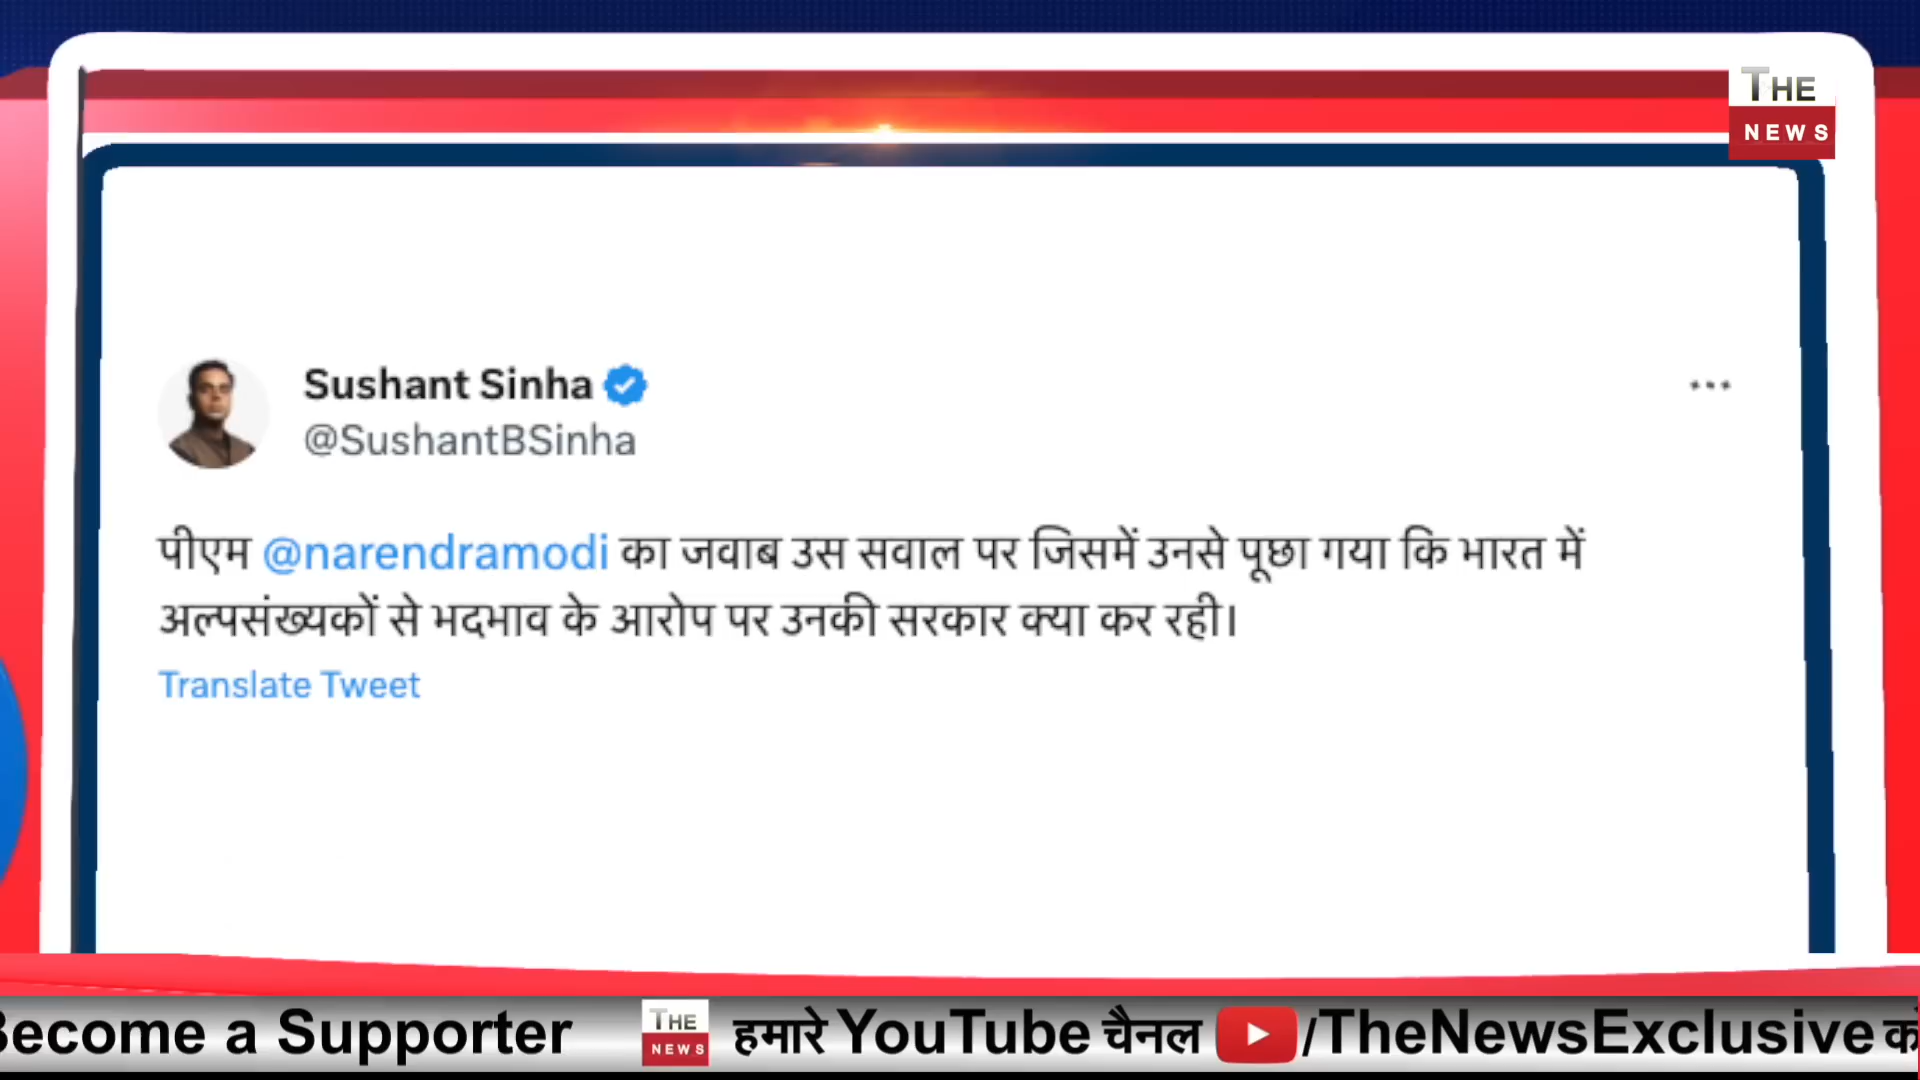 THE
NEWS
Sushant Sinha
@SushantBSinha
पीएम @narendramodi का जवाब उस सवाल पर जिसमें उनसे पूछा गया कि भारत में
अल्पसंख्यकों से भदभाव के आरोप पर उनकी सरकार क्या कर रही।
Translate Tweet
Become a Supporter THE NEWS हमारे YouTube चैनल /TheNewsExclusive को